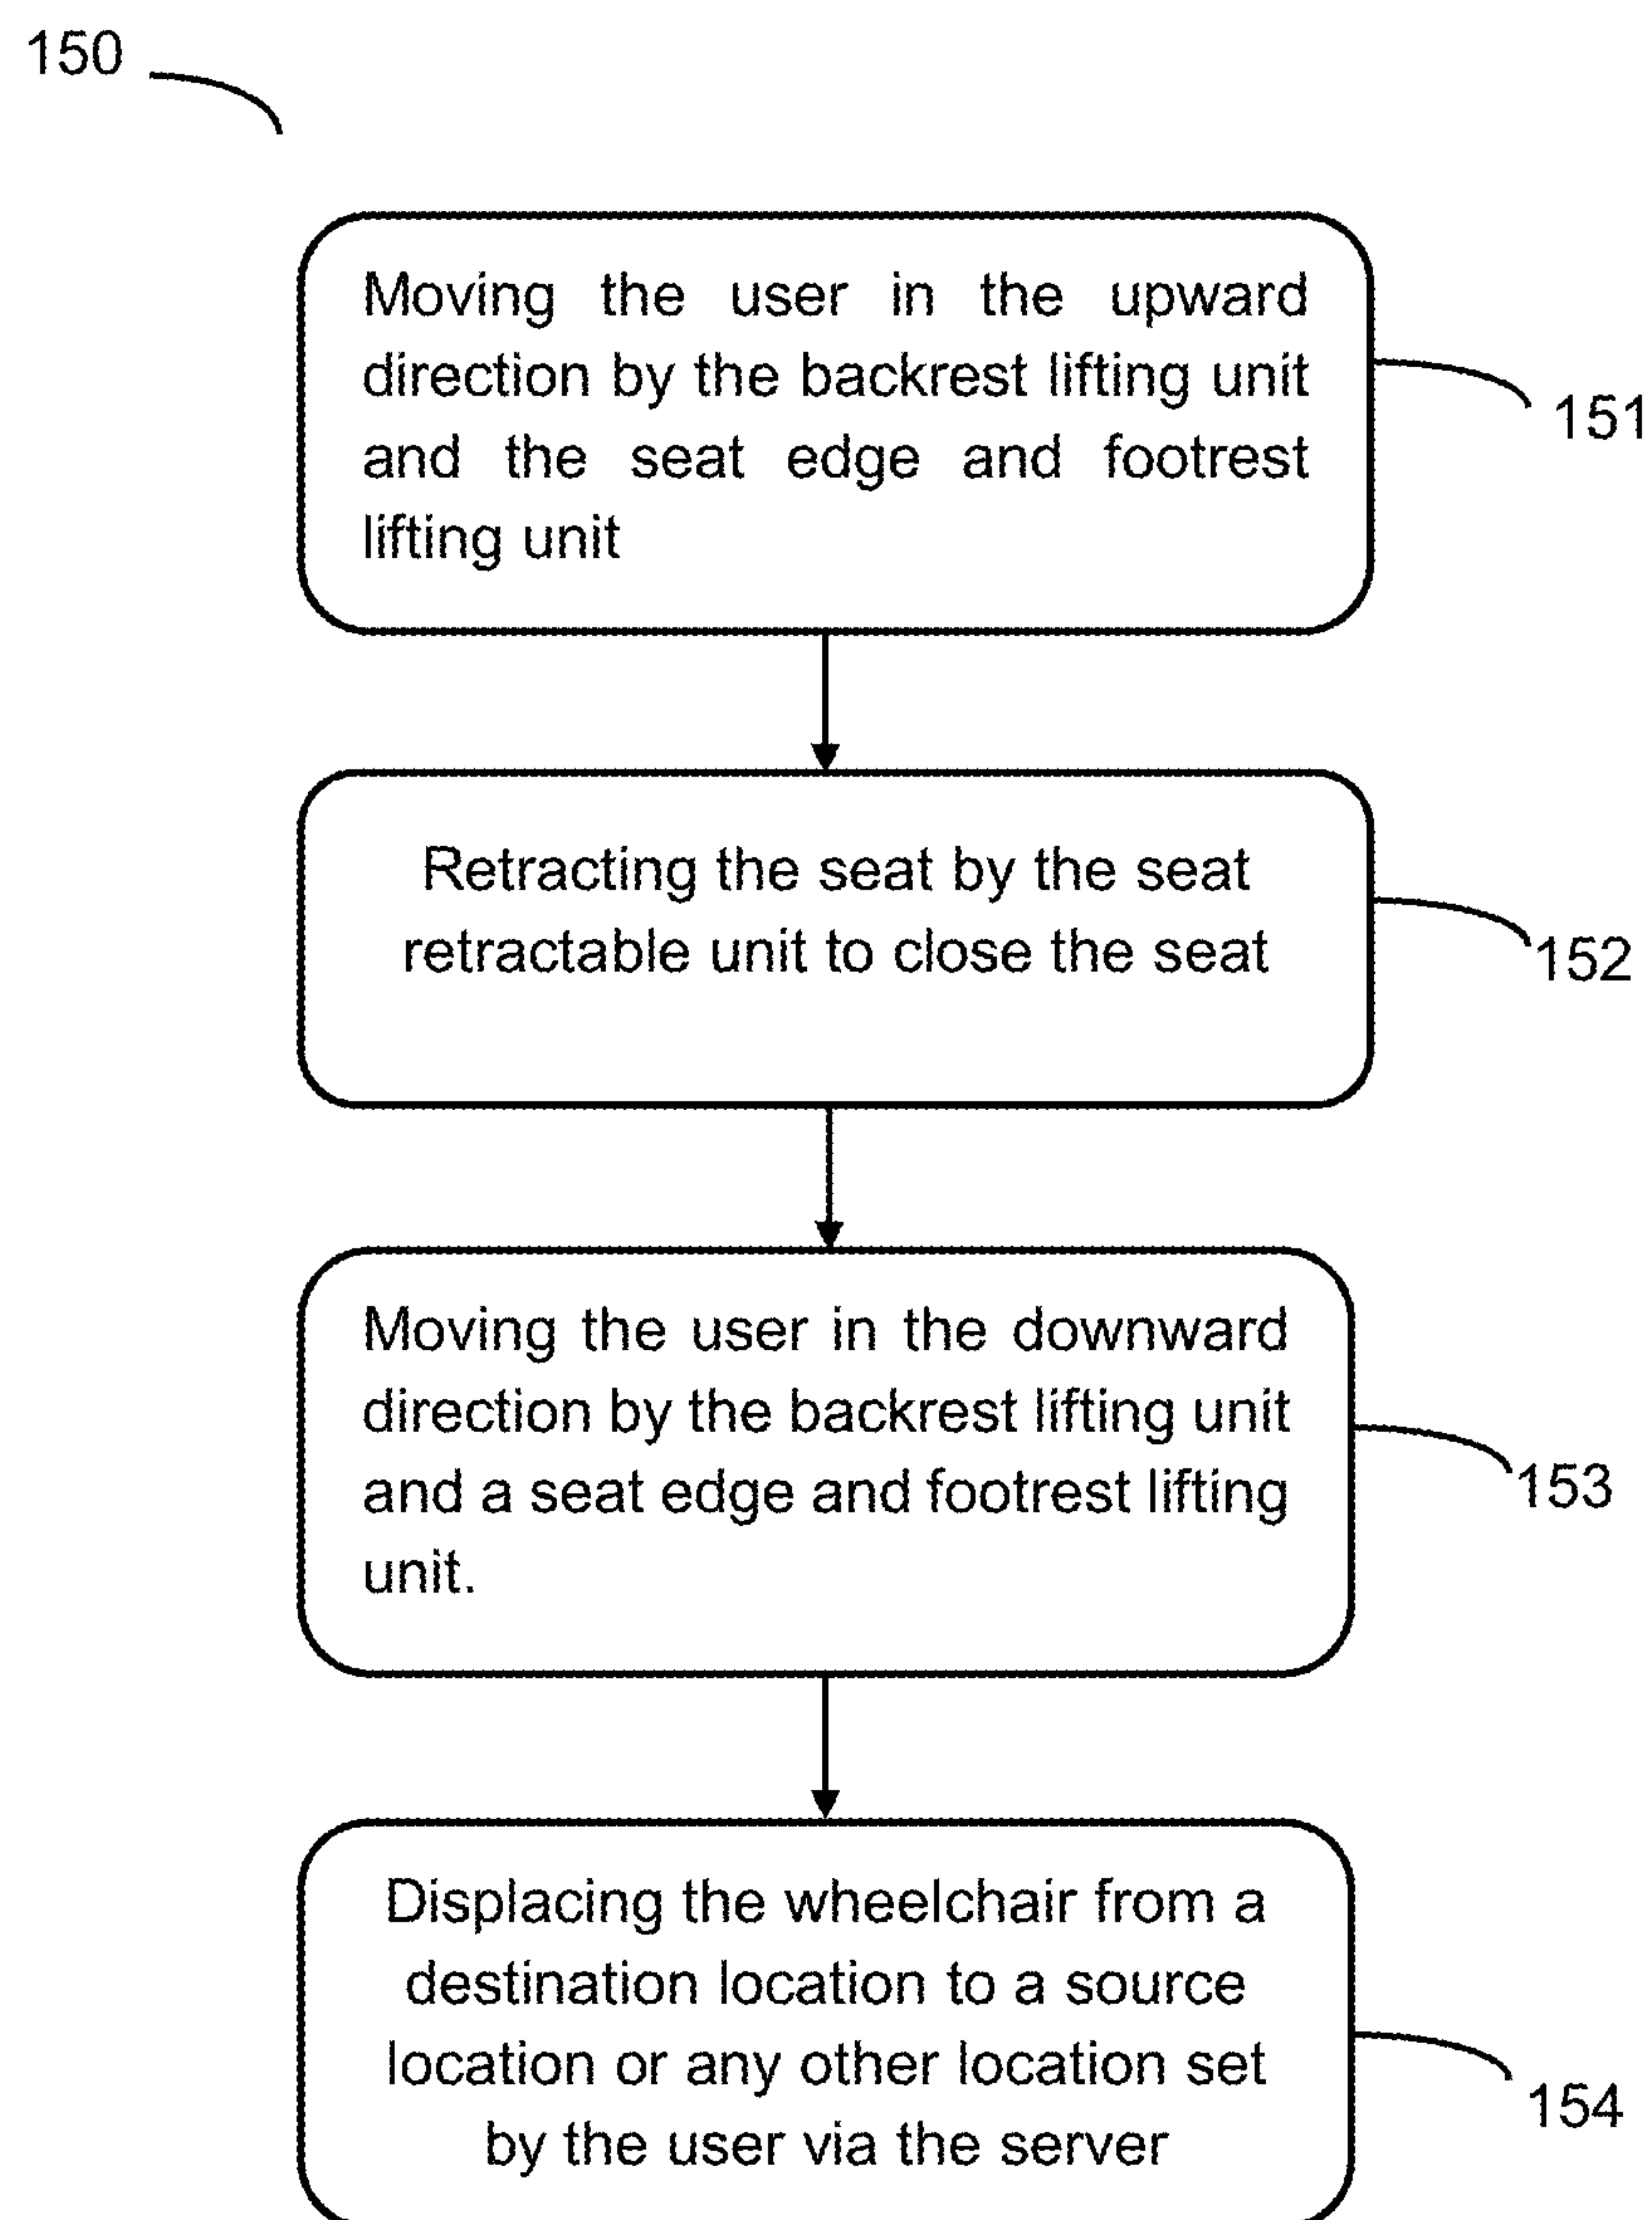 150
Moving the user in the upward
direction by the backrest lifting unit
and the seat edge and footrest
lifting unit
151
Retracting the seat by the seat
retractable unit to close the seat
152
Moving the user in the downward
direction by the backrest lifting unit
and a seat edge and footrest lifting
unit.
153
Displacing the wheelchair from a
destination location to a source
location or any other location set
by the user via the server
154